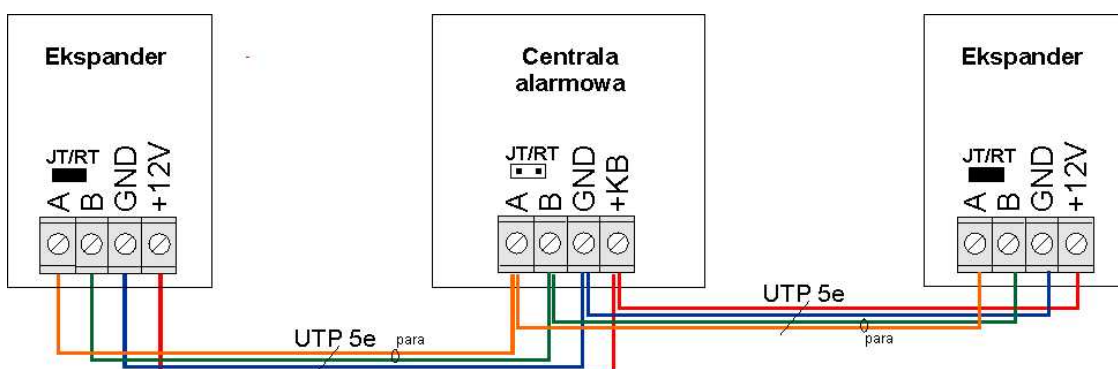 Ekspander
JT/RT
A B GND +12V
Centrala
alarmowa
JT/RT
A B GND +KB
Ekspander
JT/RT
A B GND +12V
UTP 5e
para
UTP 5e
para